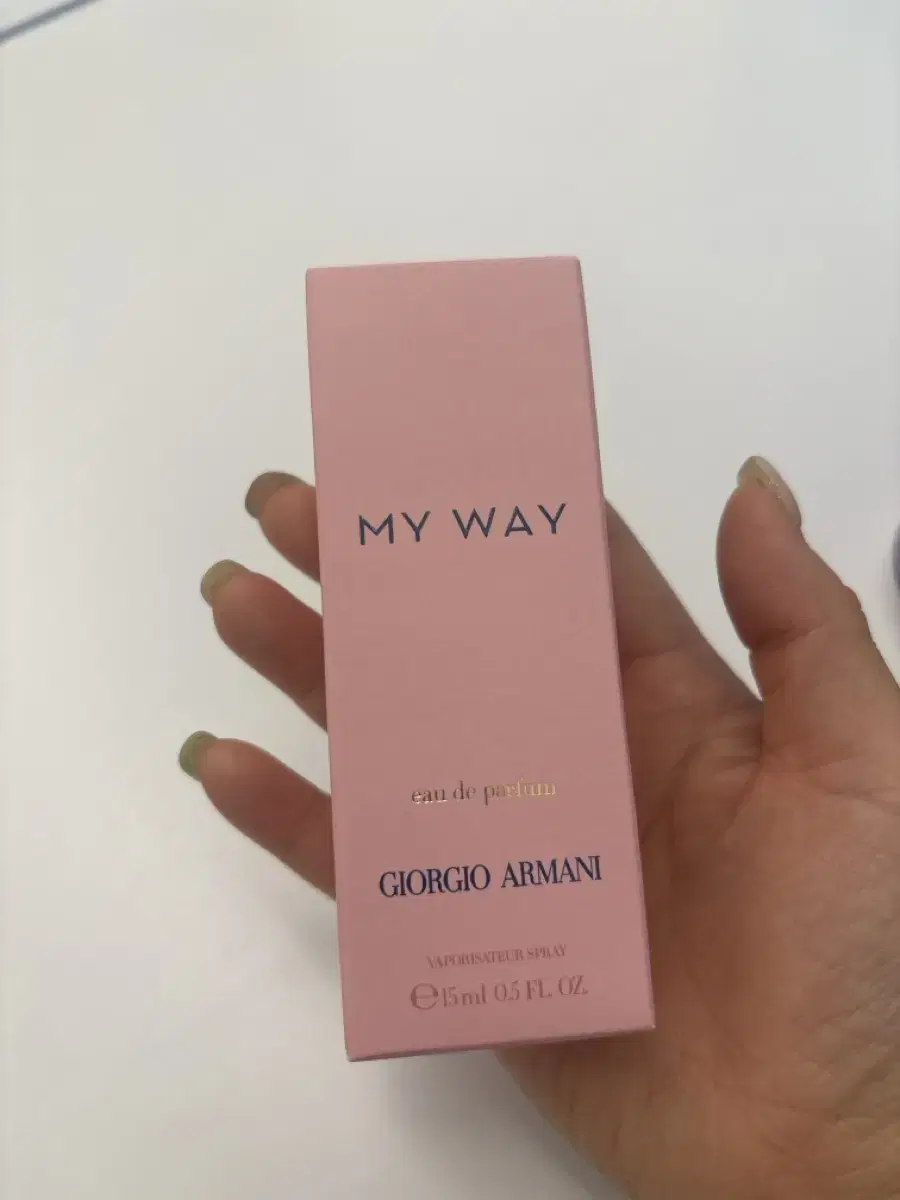 MY WAY
eau de parfum
GIORGIO ARMANI
VAPORISATEUR SPRAY
℮15 ml 0.5 FL. OZ.